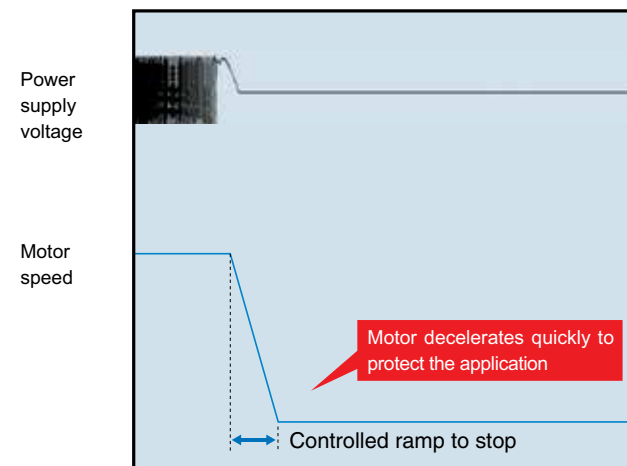 Power
supply
voltage
Motor
speed
Motor decelerates quickly to
protect the application
Controlled ramp to stop